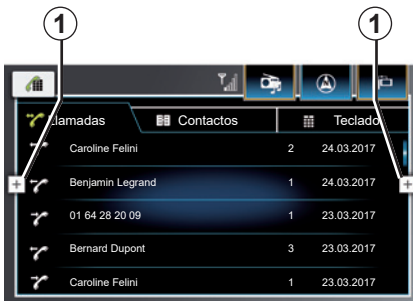 1 1
llamadas Contactos Teclado
Caroline Felini 2 24.03.2017
Benjamin Legrand 1 24.03.2017
01 64 28 20 09 1 23.03.2017
Bernard Dupont 3 23.03.2017
Caroline Felini 1 23.03.2017